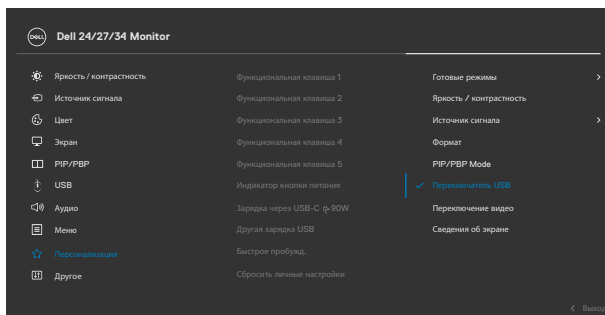 DELL Dell 24/27/34 Monitor
Яркость / контрастность
Источник сигнала
Цвет
Экран
PIP/PBP
USB
Аудио
Меню
Персонализация
Другое
Функциональная клавиша 1
Функциональная клавиша 2
Функциональная клавиша 3
Функциональная клавиша 4
Функциональная клавиша 5
Индикатор кнопки питания
Зарядка через USB-C 90W
Другая зарядка USB
Быстрое пробужд.
Сбросить личные настройки
Готовые режимы
Яркость / контрастность
Источник сигнала
Формат
PIP/PBP Mode
Переключатель USB
Переключение видео
Сведения об экране
Выход